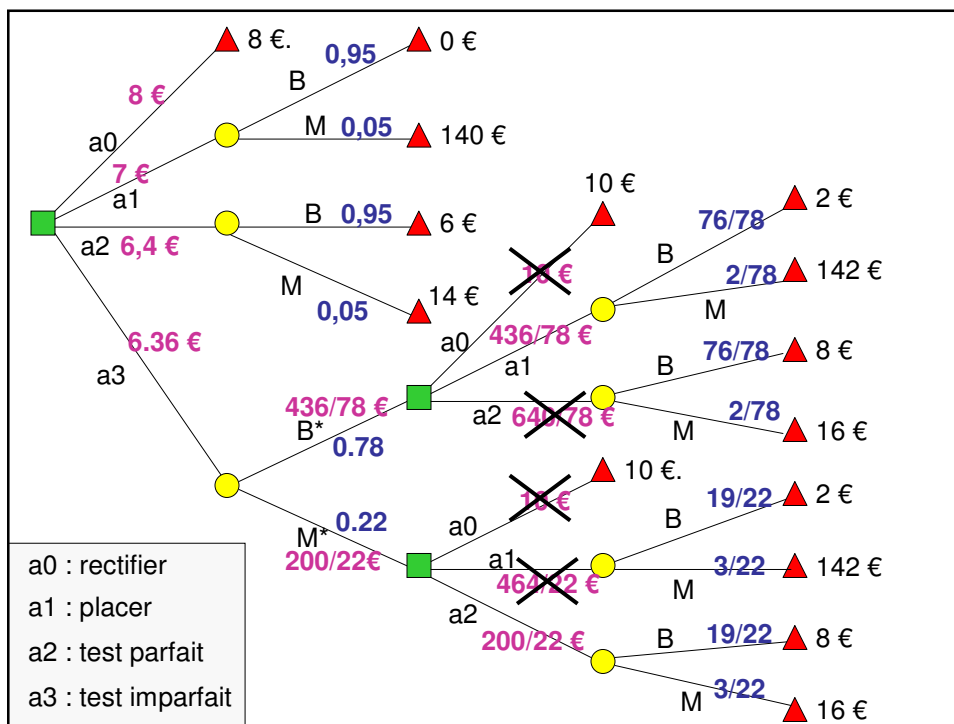 8 €.
0,95
0 €
B
8 €
M 0,05
140 €
a0
7 €
a1
10 €
B 0,95
6 €
76/78
2 €
a2 6,4 €
B
10 €
2/78
142 €
M
14 €
0,05
M
6.36 €
a0
436/78 €
a1
76/78
8 €
B
a3
436/78 €
a2 640/78 €
2/78
B*
0.78
M
16 €
10 €.
19/22
2 €
10 €
B
0.22
M*
a0
200/22€
a1
3/22
142 €
464/22 €
M
a2
19/22
B
8 €
200/22 €
3/22
M
16 €
a0 : rectifier
a1 : placer
a2 : test parfait
a3 : test imparfait